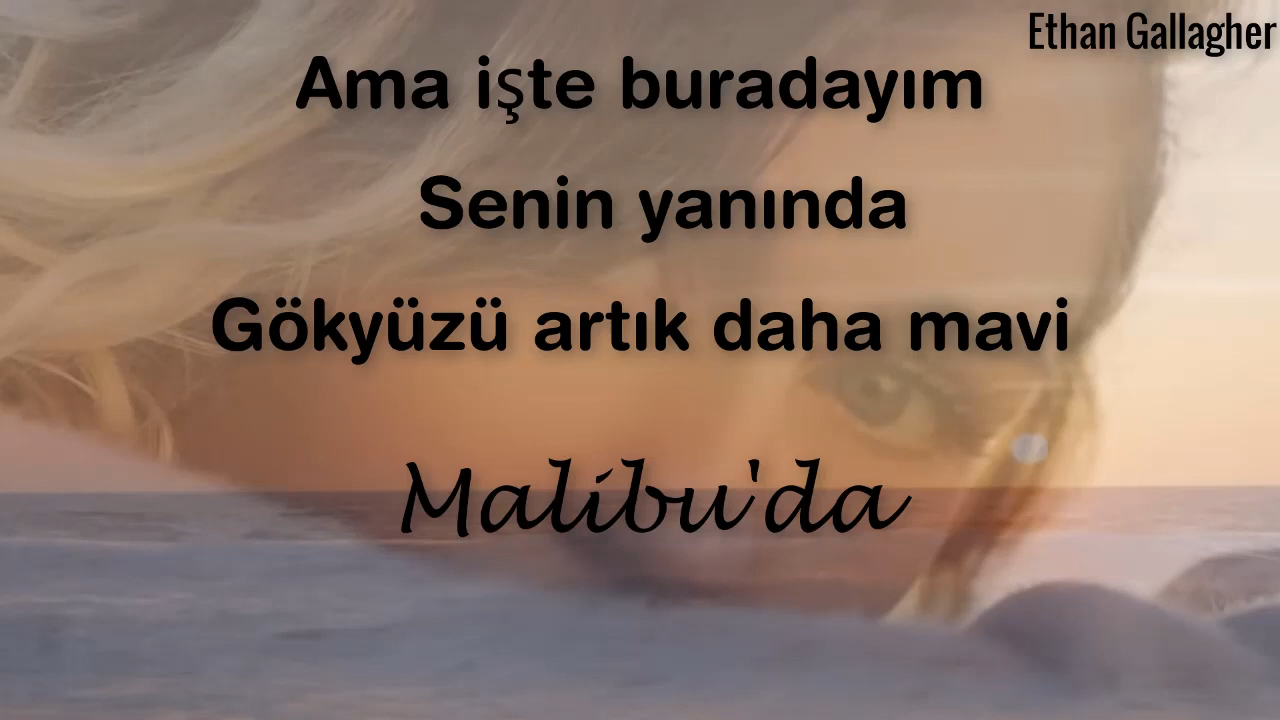 Ethan Gallagher
Ama işte buradayım
Senin yanında
Gökyüzü artık daha mavi
Malibu'da